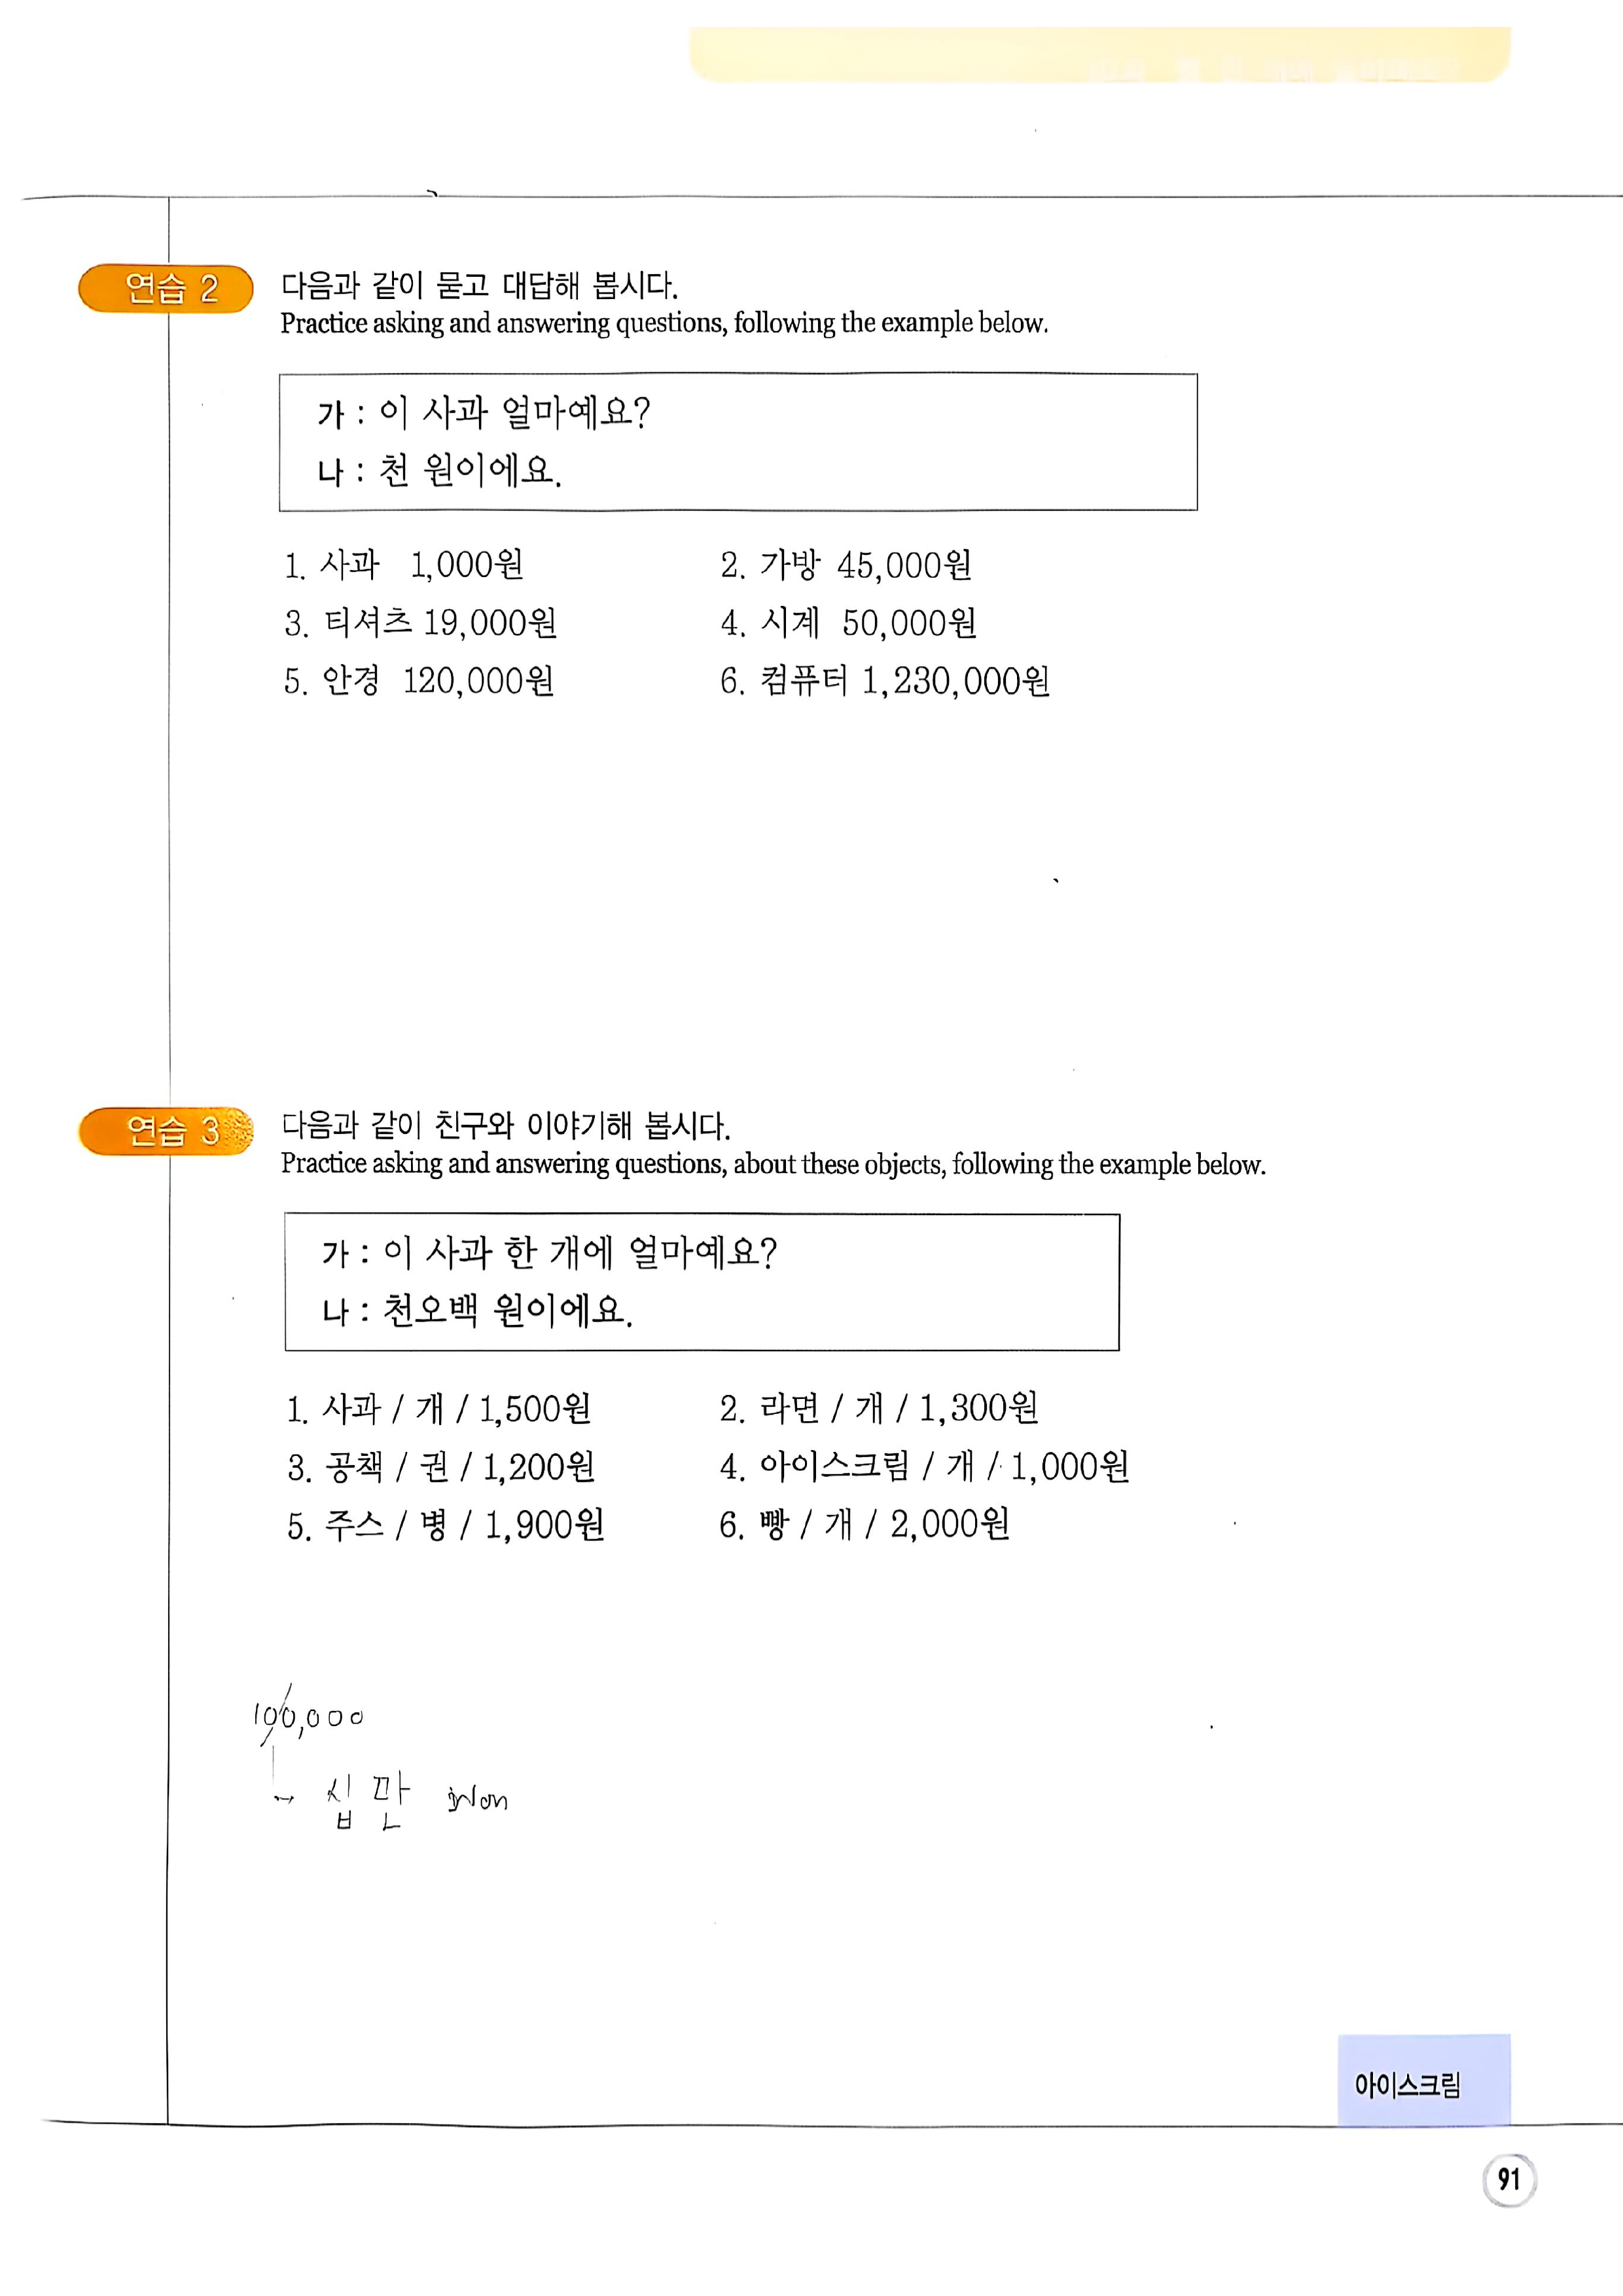 연습 2 다음과 같이 묻고 대답해 봅시다.
Practice asking and answering questions, following the example below.
가 : 이 사과 얼마예요?
나 : 천 원이에요.
1. 사과 1,000원 2. 가방 45,000원
3. 티셔츠 19,000원 4. 시계 50,000원
5. 안경 120,000원 6. 컴퓨터 1,230,000원
연습 3 다음과 같이 친구와 이야기해 봅시다.
Practice asking and answering questions, about these objects, following the example below.
가 : 이 사과 한 개에 얼마예요?
나 : 천오백 원이에요.
1. 사과 / 개 / 1,500원 2. 라면 / 개 / 1,300원
3. 공책 / 권 / 1,200원 4. 아이스크림 / 개 / 1,000원
5. 주스 / 병 / 1,900원 6. 빵 / 개 / 2,000원
100,000
십 만 won
아이스크림
91